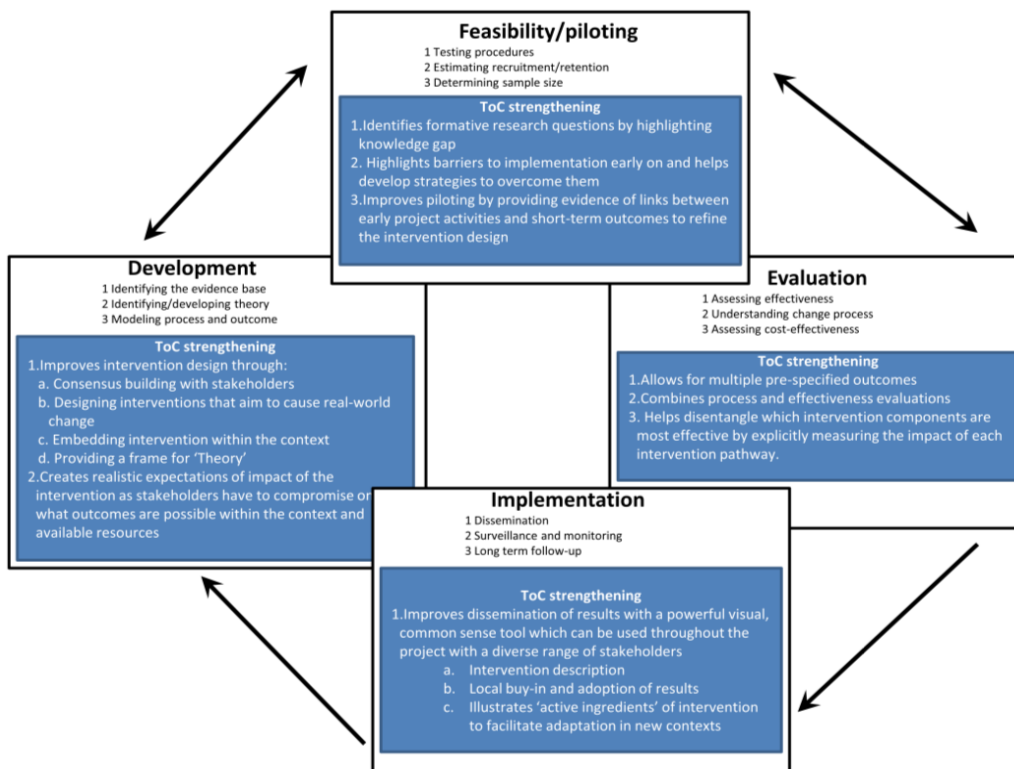 Feasibility/piloting
1 Testing procedures
2 Estimating recruitment/retention
3 Determining sample size
ToC strengthening
1.Identifies formative research questions by highlighting
knowledge gap
2. Highlights barriers to implementation early on and helps
develop strategies to overcome them
3.Improves piloting by providing evidence of links between
early project activities and short-term outcomes to refine
the intervention design
Development
1 Identifying the evidence base
2 Identifying/developing theory
3 Modeling process and outcome
ToC strengthening
1.Improves intervention design through:
a. Consensus building with stakeholders
b. Designing interventions that aim to cause real-world
change
c. Embedding intervention within the context
d. Providing a frame for ‘Theory’
2.Creates realistic expectations of impact of the
intervention as stakeholders have to compromise on
what outcomes are possible within the context and
available resources
Evaluation
1 Assessing effectiveness
2 Understanding change process
3 Assessing cost-effectiveness
ToC strengthening
1.Allows for multiple pre-specified outcomes
2.Combines process and effectiveness evaluations
3. Helps disentangle which intervention components are
most effective by explicitly measuring the impact of each
intervention pathway.
Implementation
1 Dissemination
2 Surveillance and monitoring
3 Long term follow-up
ToC strengthening
1.Improves dissemination of results with a powerful visual,
common sense tool which can be used throughout the
project with a diverse range of stakeholders
a. Intervention description
b. Local buy-in and adoption of results
c. Illustrates ‘active ingredients’ of intervention
to facilitate adaptation in new contexts